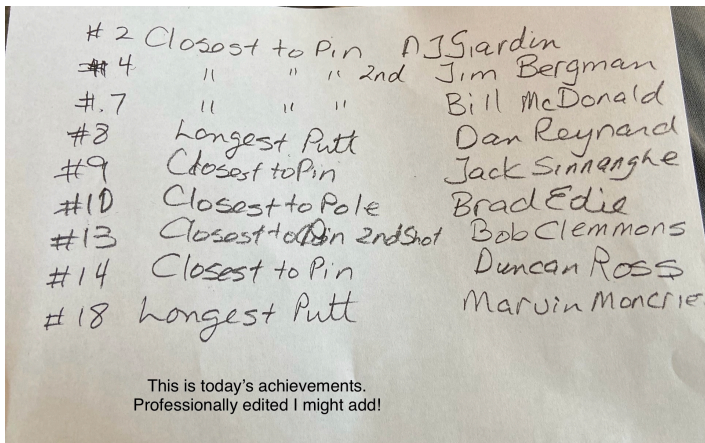 #2 Closest to Pin DJ Sjardin
#4 " " " 2nd Jim Bergman
#.7 " " " Bill McDonald
#8 Longest Putt Dan Reynard
#9 Closest to Pin Jack Sinnanghe
#10 Closest to Pole Brad Edie
#13 Closest to Pin 2nd Shot Bob Clemmons
#14 Closest to Pin Duncan Ross
#18 Longest Putt Marvin Moncrie
This is today's achievements.
Professionally edited I might add!